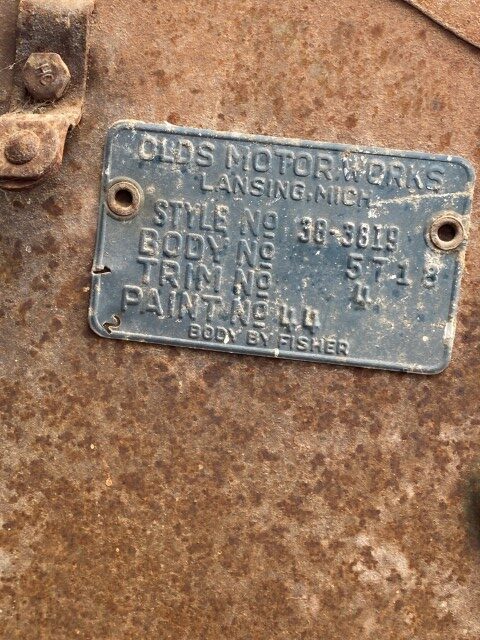 OLDS MOTOR WORKS
LANSING, MICH.
STYLE No 38-3819
BODY No 5718
TRIM No 4
PAINT No 44
BODY BY FISHER
2